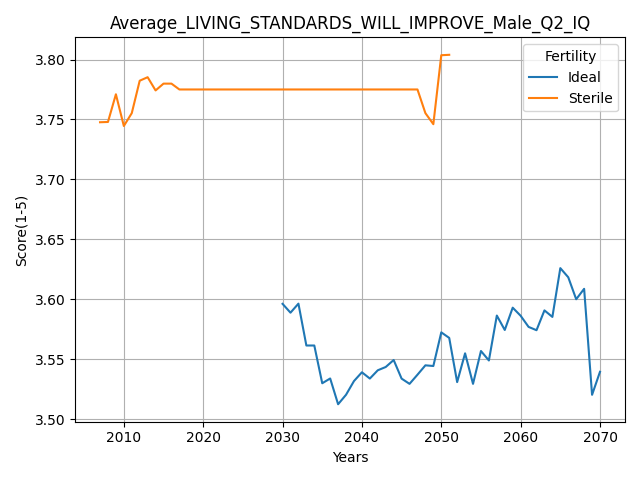 Average_LIVING_STANDARDS_WILL_IMPROVE_Male_Q2_IQ
Fertility
Ideal
Sterile
3.80
3.75
3.70
3.65
3.60
3.55
3.50
Score(1-5)
2010 2020 2030 2040 2050 2060 2070
Years